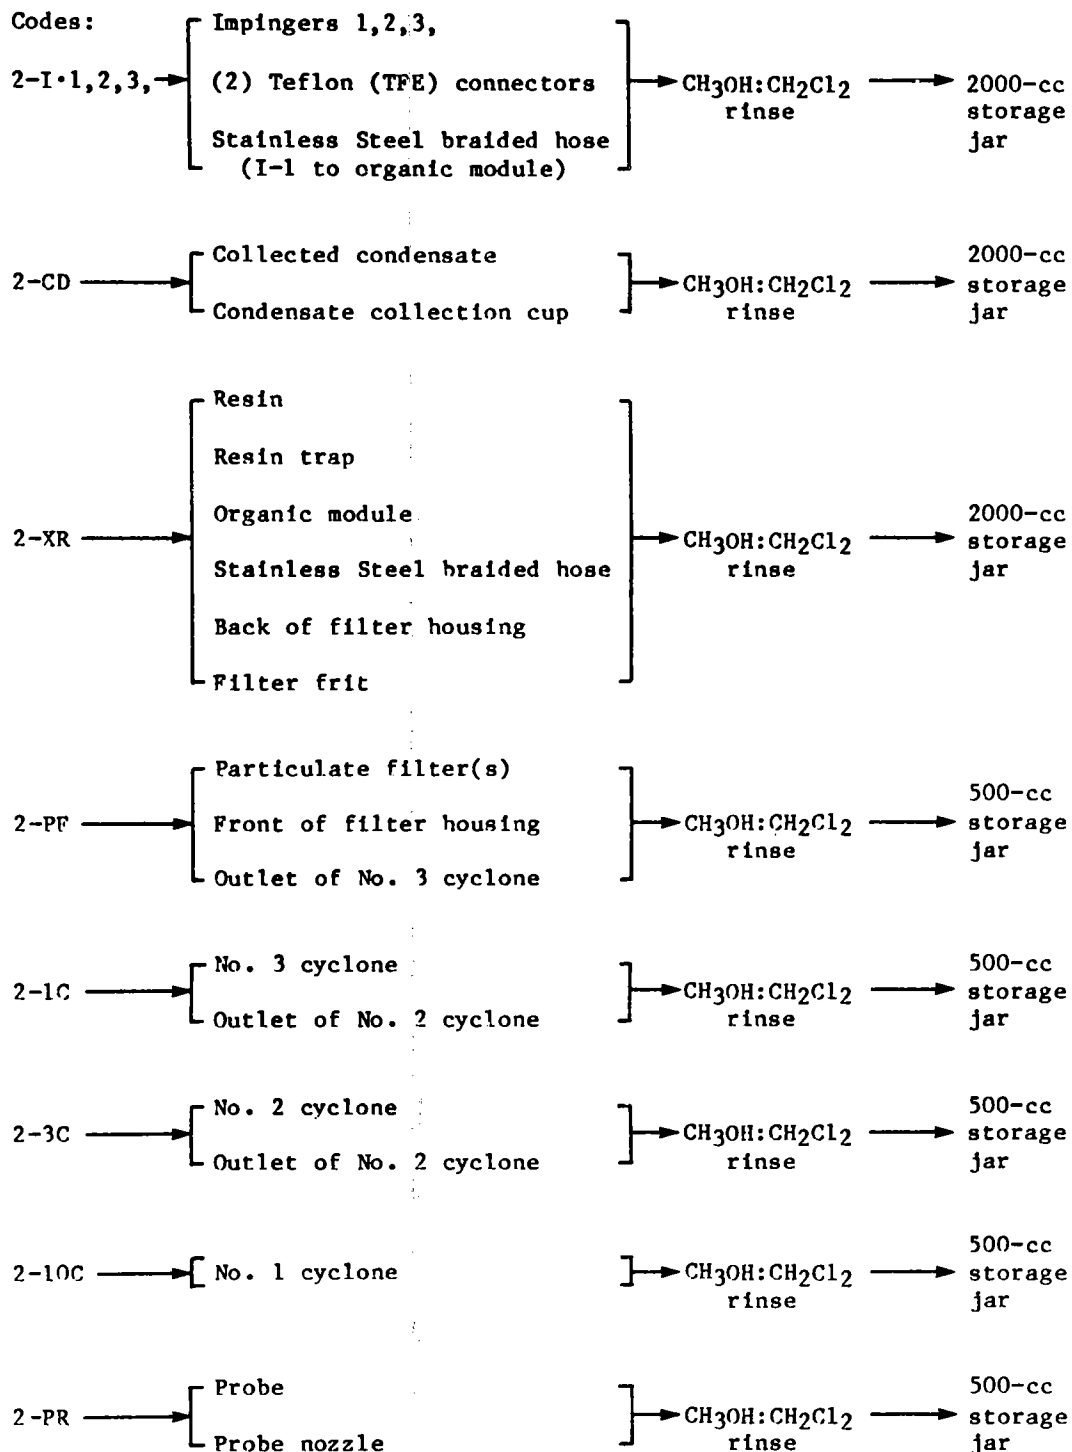 Codes:
2-I·1,2,3,
Impingers 1,2,3,
(2) Teflon (TFE) connectors
Stainless Steel braided hose
(I-1 to organic module)
CH3OH:CH2Cl2
rinse
2000-cc
storage
jar
2-CD
Collected condensate
Condensate collection cup
CH3OH:CH2Cl2
rinse
2000-cc
storage
jar
2-XR
Resin
Resin trap
Organic module
Stainless Steel braided hose
Back of filter housing
Filter frit
CH3OH:CH2Cl2
rinse
2000-cc
storage
jar
2-PF
Particulate filter(s)
Front of filter housing
Outlet of No. 3 cyclone
CH3OH:CH2Cl2
rinse
500-cc
storage
jar
2-1C
No. 3 cyclone
Outlet of No. 2 cyclone
CH3OH:CH2Cl2
rinse
500-cc
storage
jar
2-3C
No. 2 cyclone
Outlet of No. 2 cyclone
CH3OH:CH2Cl2
rinse
500-cc
storage
jar
2-10C
No. 1 cyclone
CH3OH:CH2Cl2
rinse
500-cc
storage
jar
2-PR
Probe
Probe nozzle
CH3OH:CH2Cl2
rinse
500-cc
storage
jar